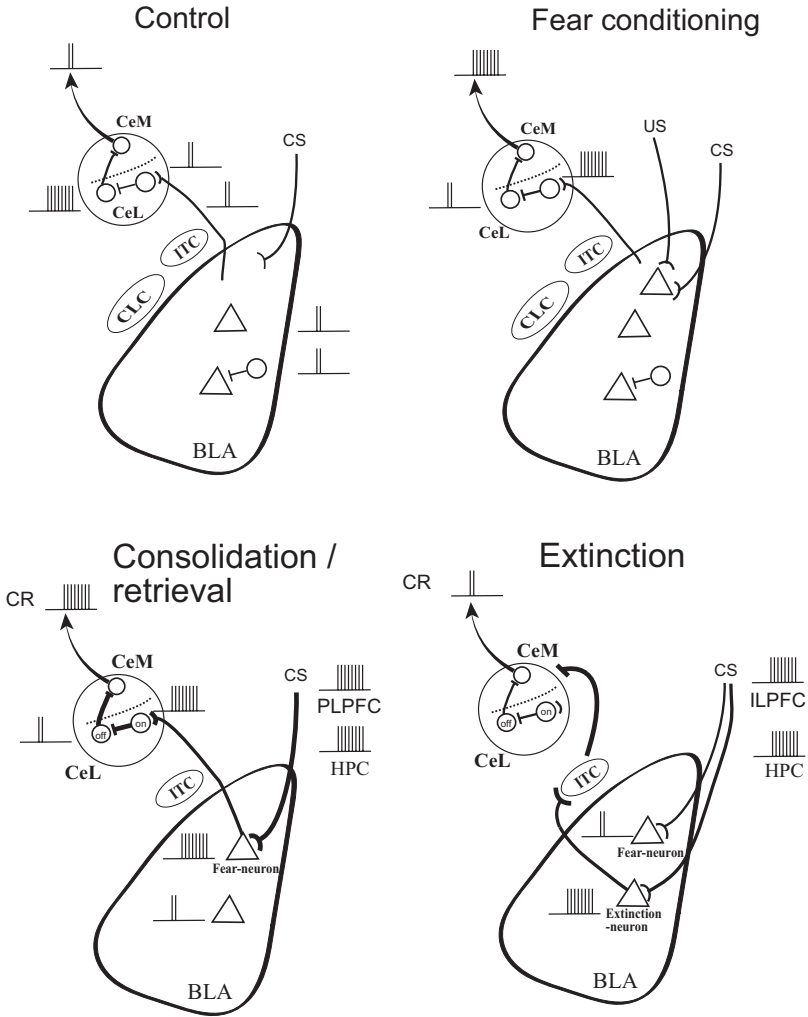 Control
CeM
CS
CeL
ITC
CLC
BLA
Fear conditioning
CeM
US
CS
CeL
ITC
CLC
BLA
Consolidation /
retrieval
CR
CeM
CS
PLPFC
off
on
CeL
HPC
ITC
Fear-neuron
BLA
Extinction
CR
CeM
CS
ILPFC
off
on
CeL
HPC
ITC
Fear-neuron
Extinction
-neuron
BLA